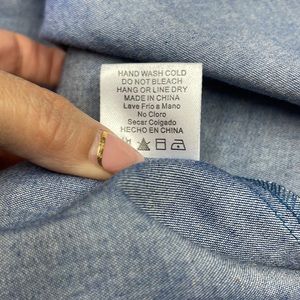 HAND WASH COLD
DO NOT BLEACH
HANG OR LINE DRY
MADE IN CHINA
Lave Frio a Mano
No Cloro
Secar Colgado
HECHO EN CHINA